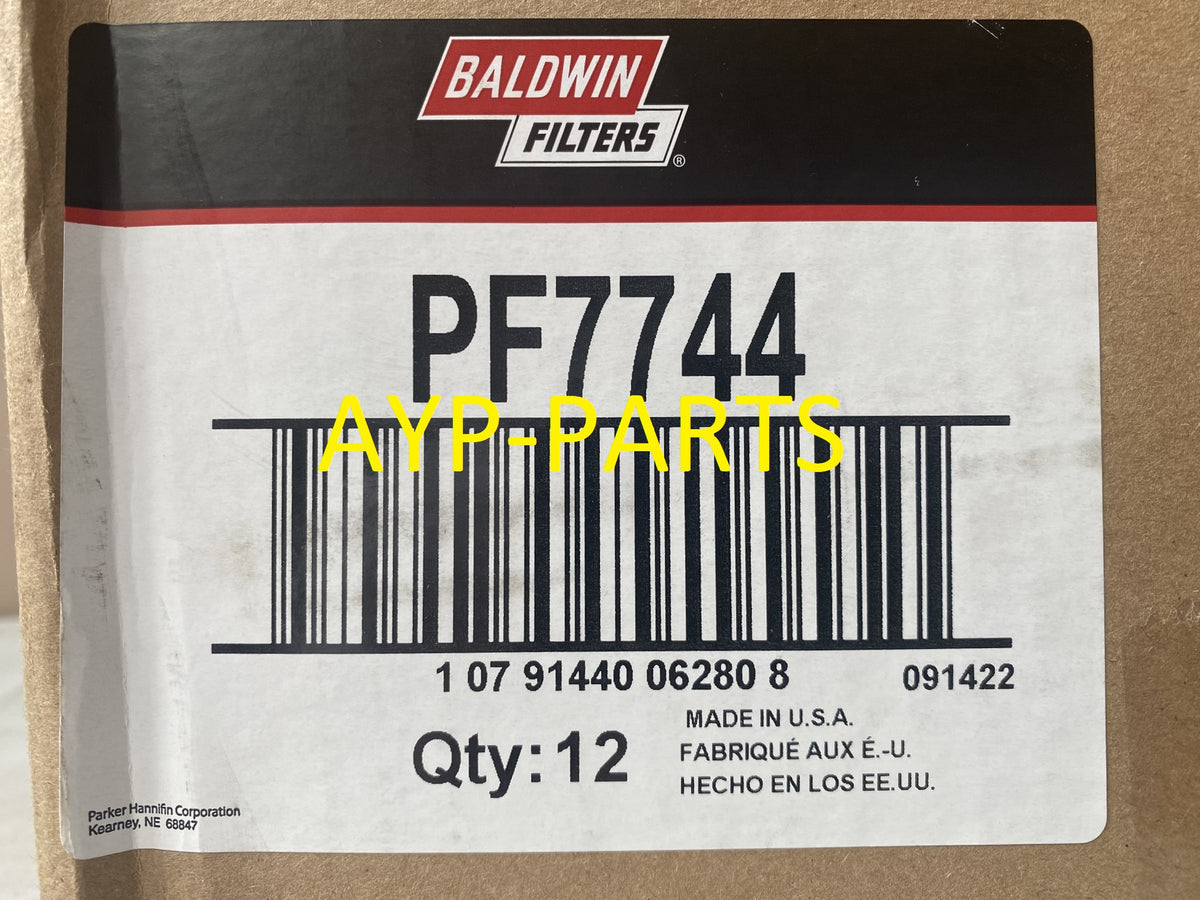 BALDWIN
FILTERS®
PF7744
AYP-PARTS
1 07 91440 06280 8
091422
Qty: 12
MADE IN U.S.A.
FABRIQUÉ AUX É.-U.
HECHO EN LOS EE.UU.
Parker Hannifin Corporation
Kearney, NE 68847